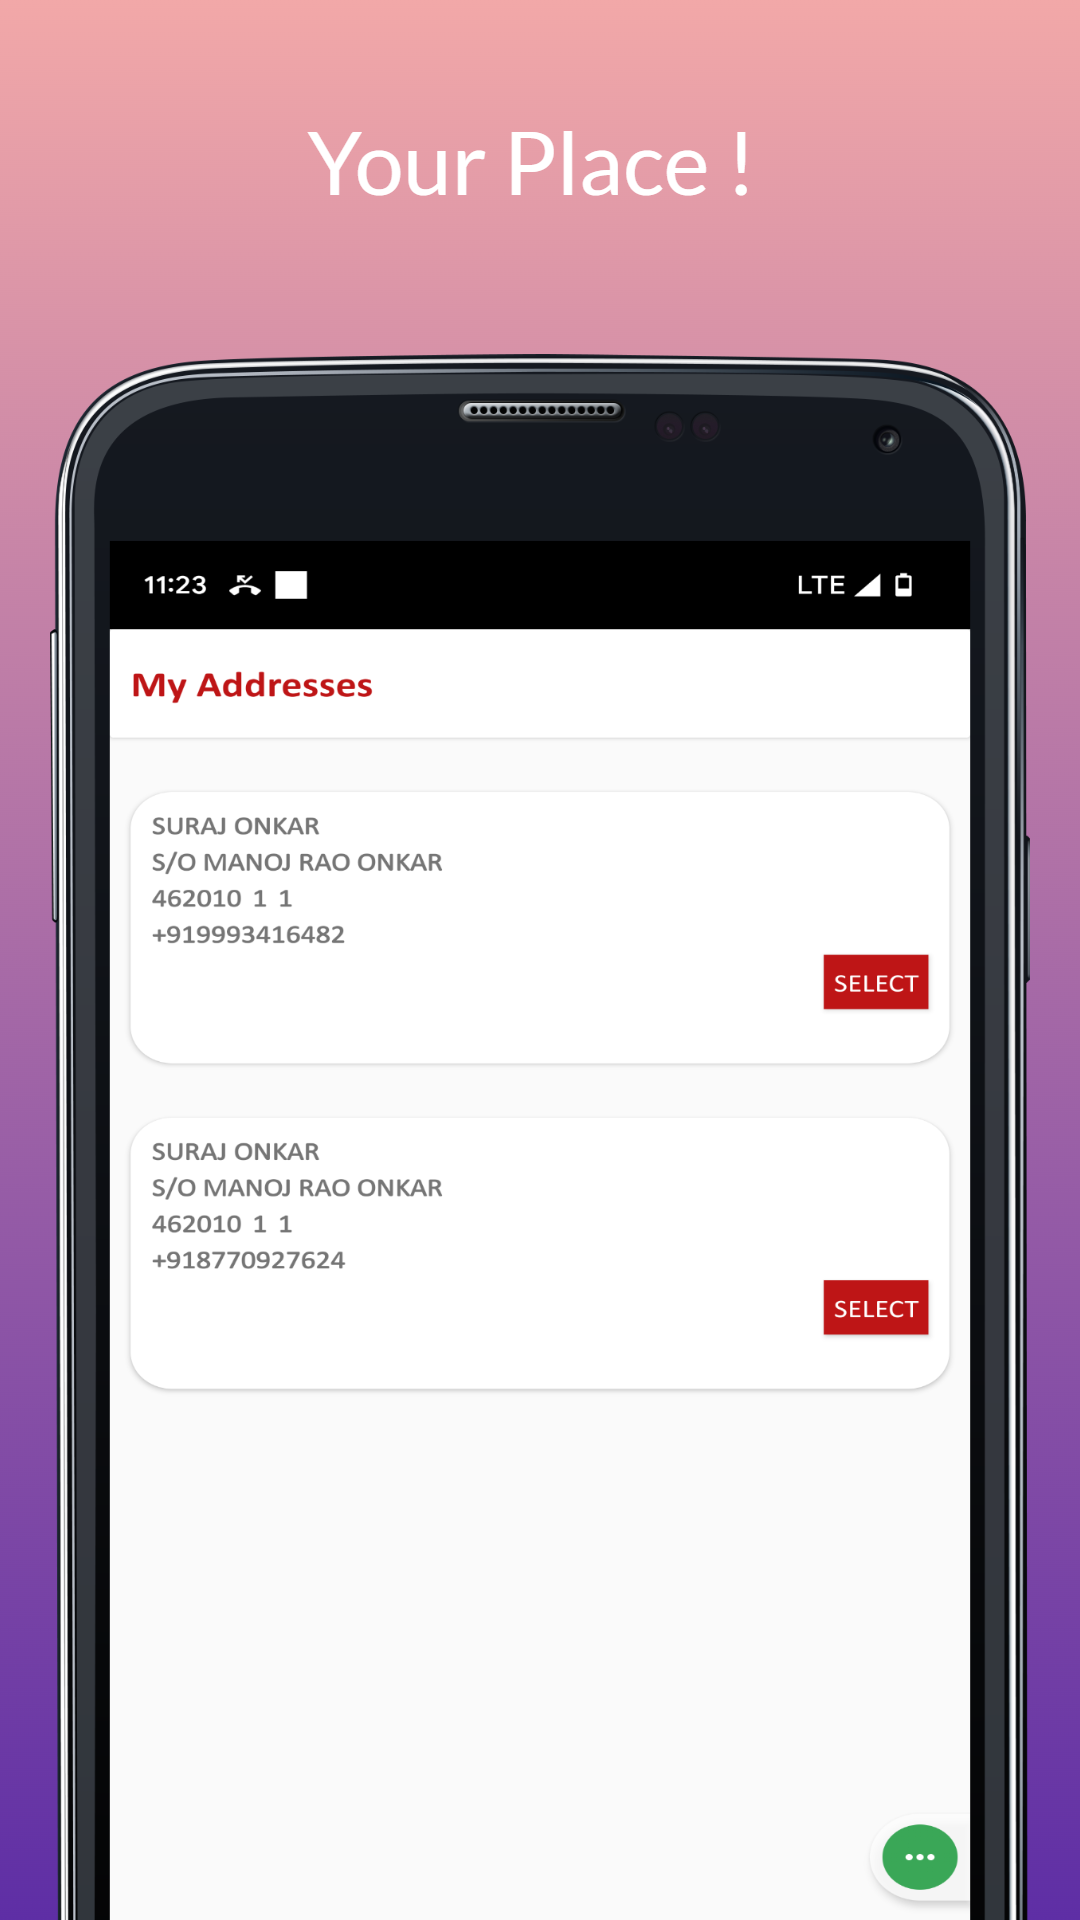 Your Place !
11:23
LTE
My Addresses
SURAJ ONKAR
S/O MANOJ RAO ONKAR
462010 1 1
+919993416482
SELECT
SURAJ ONKAR
S/O MANOJ RAO ONKAR
462010 1 1
+918770927624
SELECT